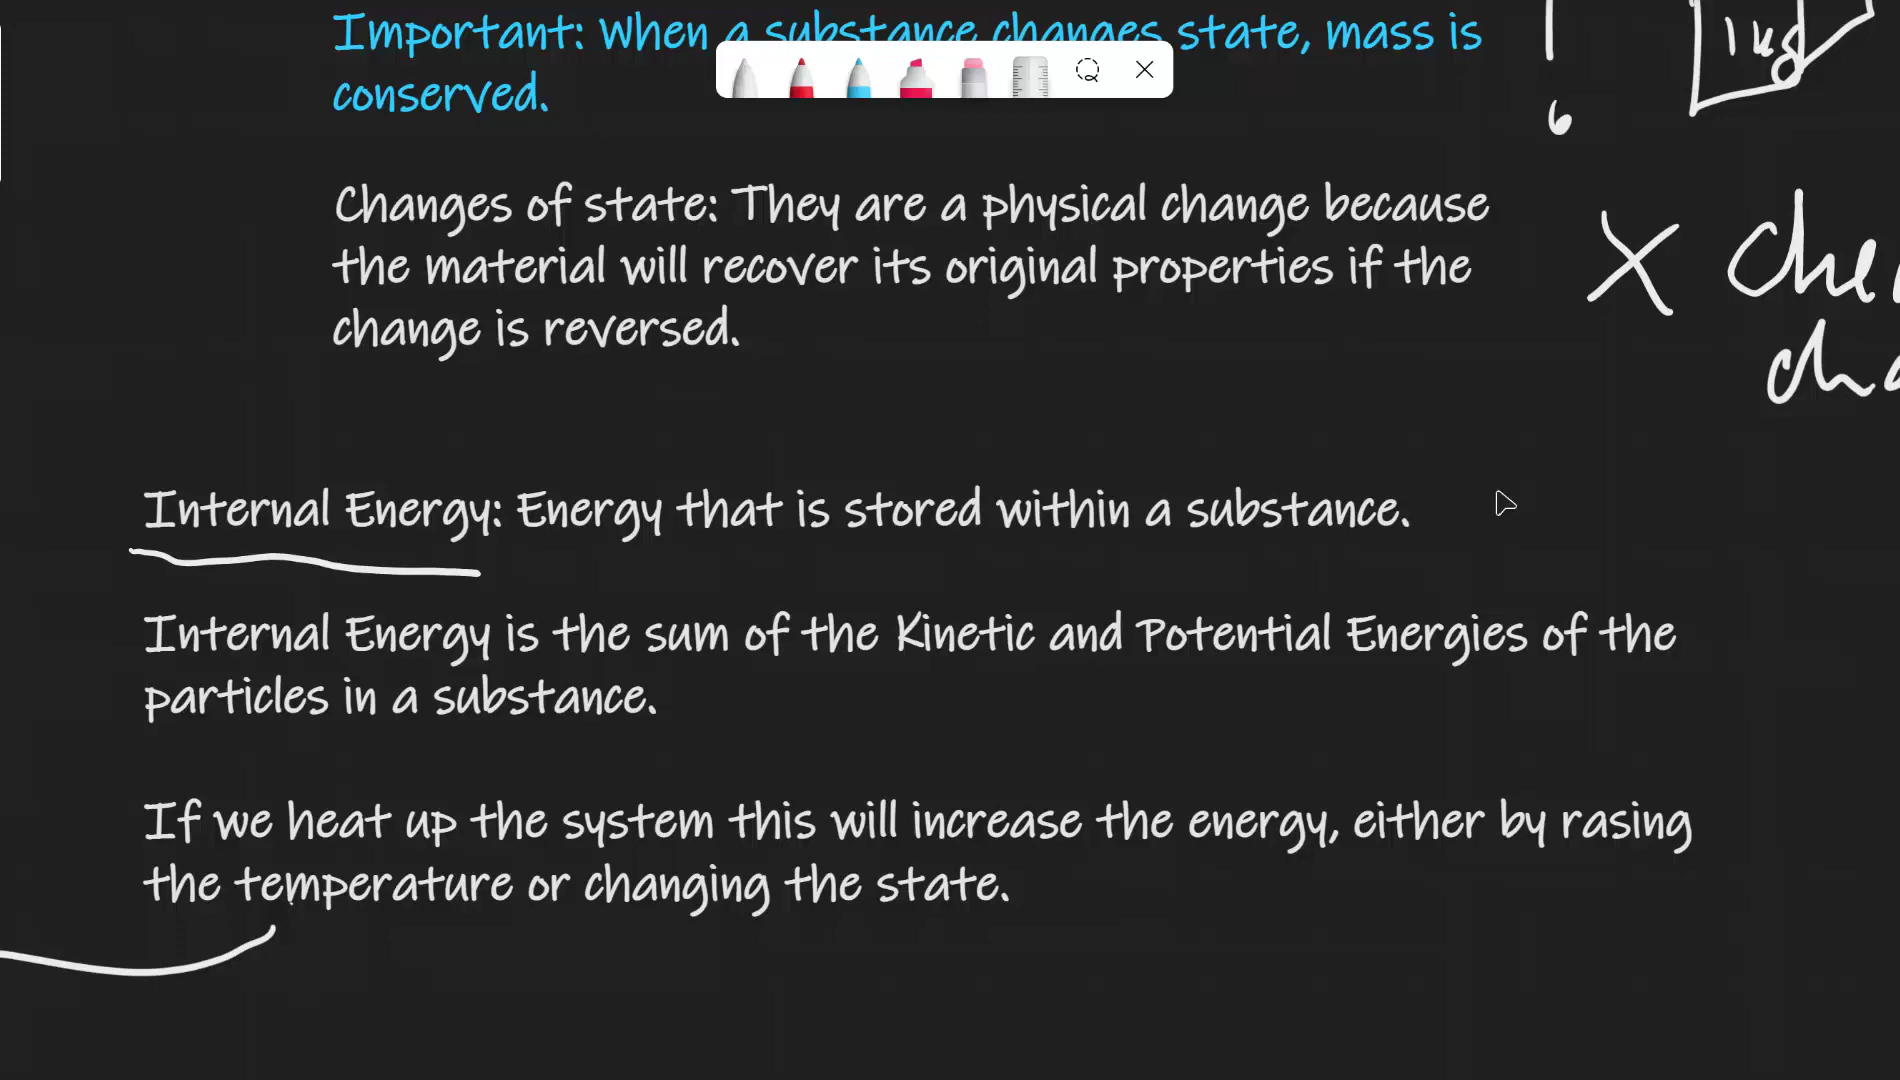 Important: When a substance changes state, mass is
conserved.
1 kg
Changes of state: They are a physical change because
the material will recover its original properties if the
change is reversed.
X
Internal Energy: Energy that is stored within a substance.
Internal Energy is the sum of the Kinetic and Potential Energies of the
particles in a substance.
If we heat up the system this will increase the energy, either by rasing
the temperature or changing the state.